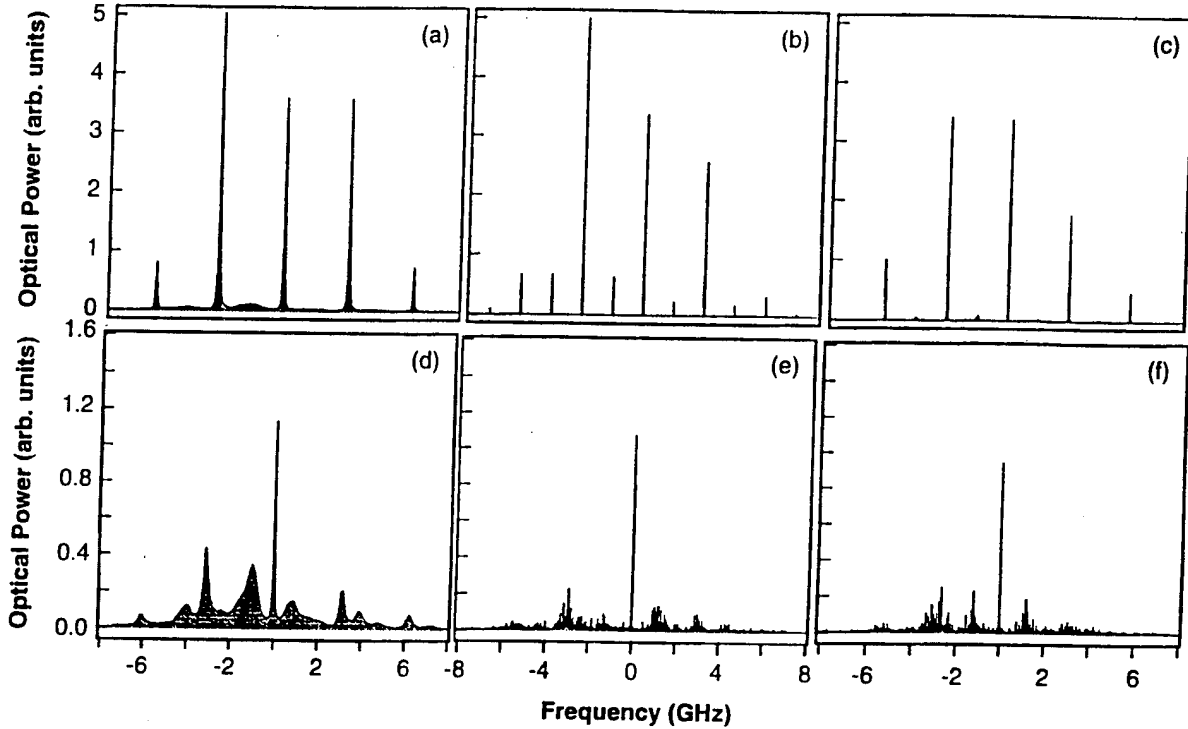 Optical Power (arb. units)
5
4
3
2
1
0
(a)
(b)
(c)
Optical Power (arb. units)
1.6
1.2
0.8
0.4
0.0
(d)
(e)
(f)
-6 -2 2 6 -8 -4 0 4 8 -6 -2 2 6
Frequency (GHz)